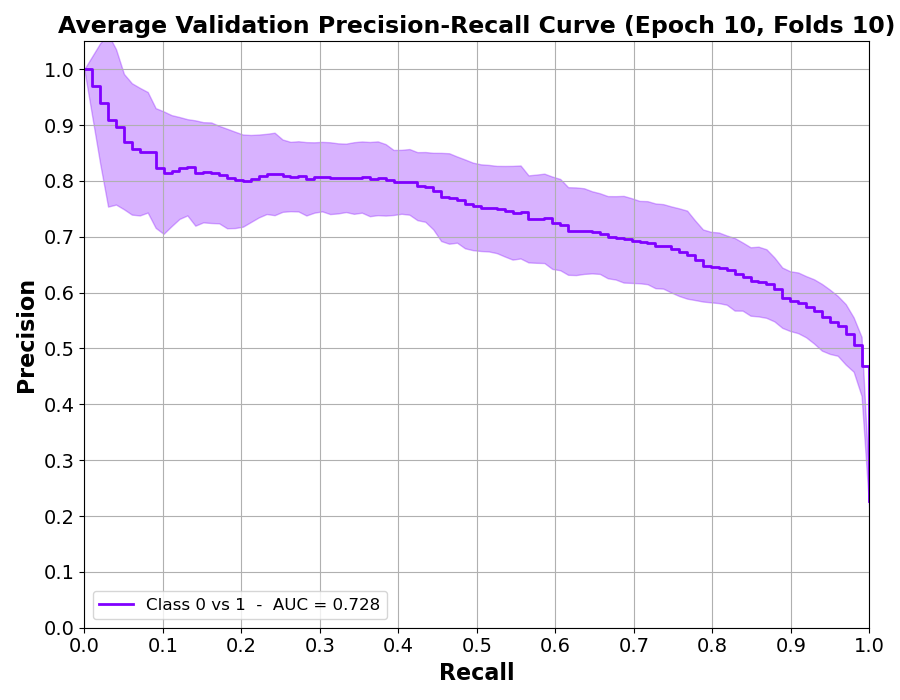 Average Validation Precision-Recall Curve (Epoch 10, Folds 10)
Precision
1.0
0.9
0.8
0.7
0.6
0.5
0.4
0.3
0.2
0.1
0.0
Class 0 vs 1 - AUC = 0.728
0.0 0.1 0.2 0.3 0.4 0.5 0.6 0.7 0.8 0.9 1.0
Recall